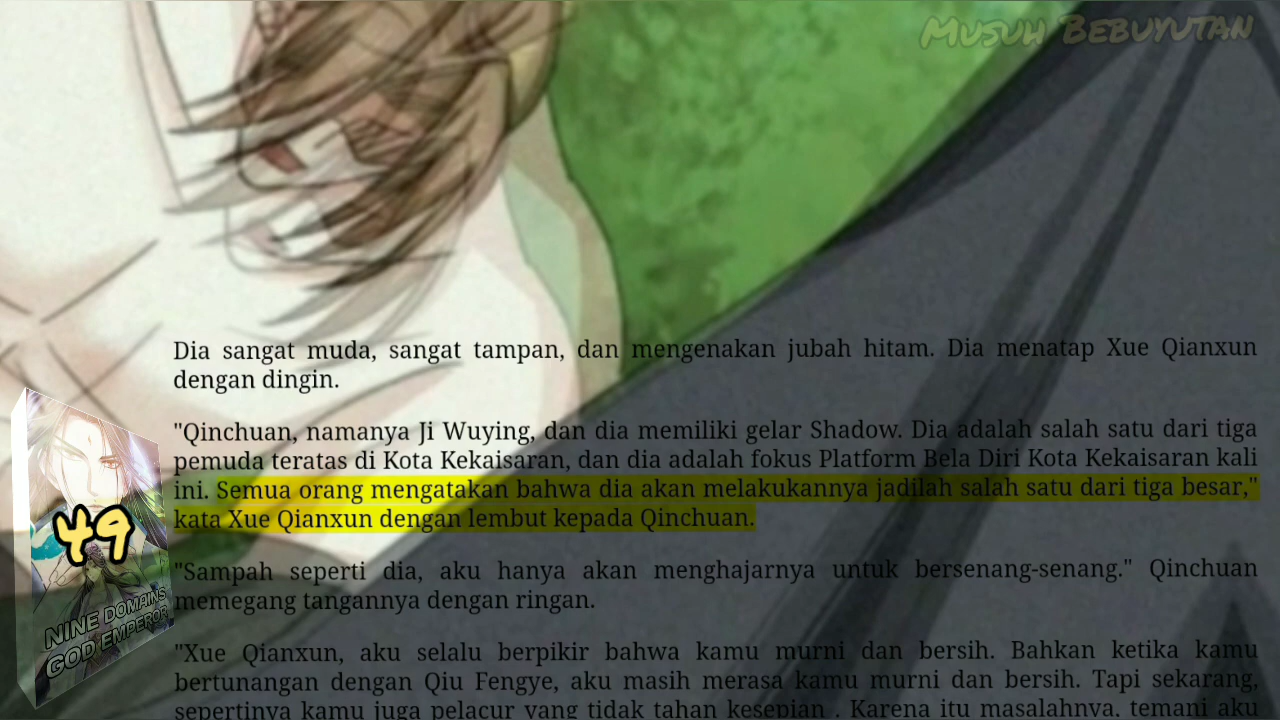 Musuh Bebuyutan
Dia sangat muda, sangat tampan, dan mengenakan jubah hitam. Dia menatap Xue Qianxun
dengan dingin.
"Qinchuan, namanya Ji Wuying, dan dia memiliki gelar Shadow. Dia adalah salah satu dari tiga
pemuda teratas di Kota Kekaisaran, dan dia adalah fokus Platform Bela Diri Kota Kekaisaran kali
ini. Semua orang mengatakan bahwa dia akan melakukannya jadilah salah satu dari tiga besar,"
kata Xue Qianxun dengan lembut kepada Qinchuan.
"Sampah seperti dia, aku hanya akan menghajarnya untuk bersenang-senang." Qinchuan
memegang tangannya dengan ringan.
"Xue Qianxun, aku selalu berpikir bahwa kamu murni dan bersih. Bahkan ketika kamu
bertunangan dengan Qiu Fengye, aku masih merasa kamu murni dan bersih. Tapi sekarang,
sepertinya kamu juga pelacur yang tidak tahan kesepian . Karena itu masalahnya, temani aku
49
NINE DOMAINS
GOD EMPEROR